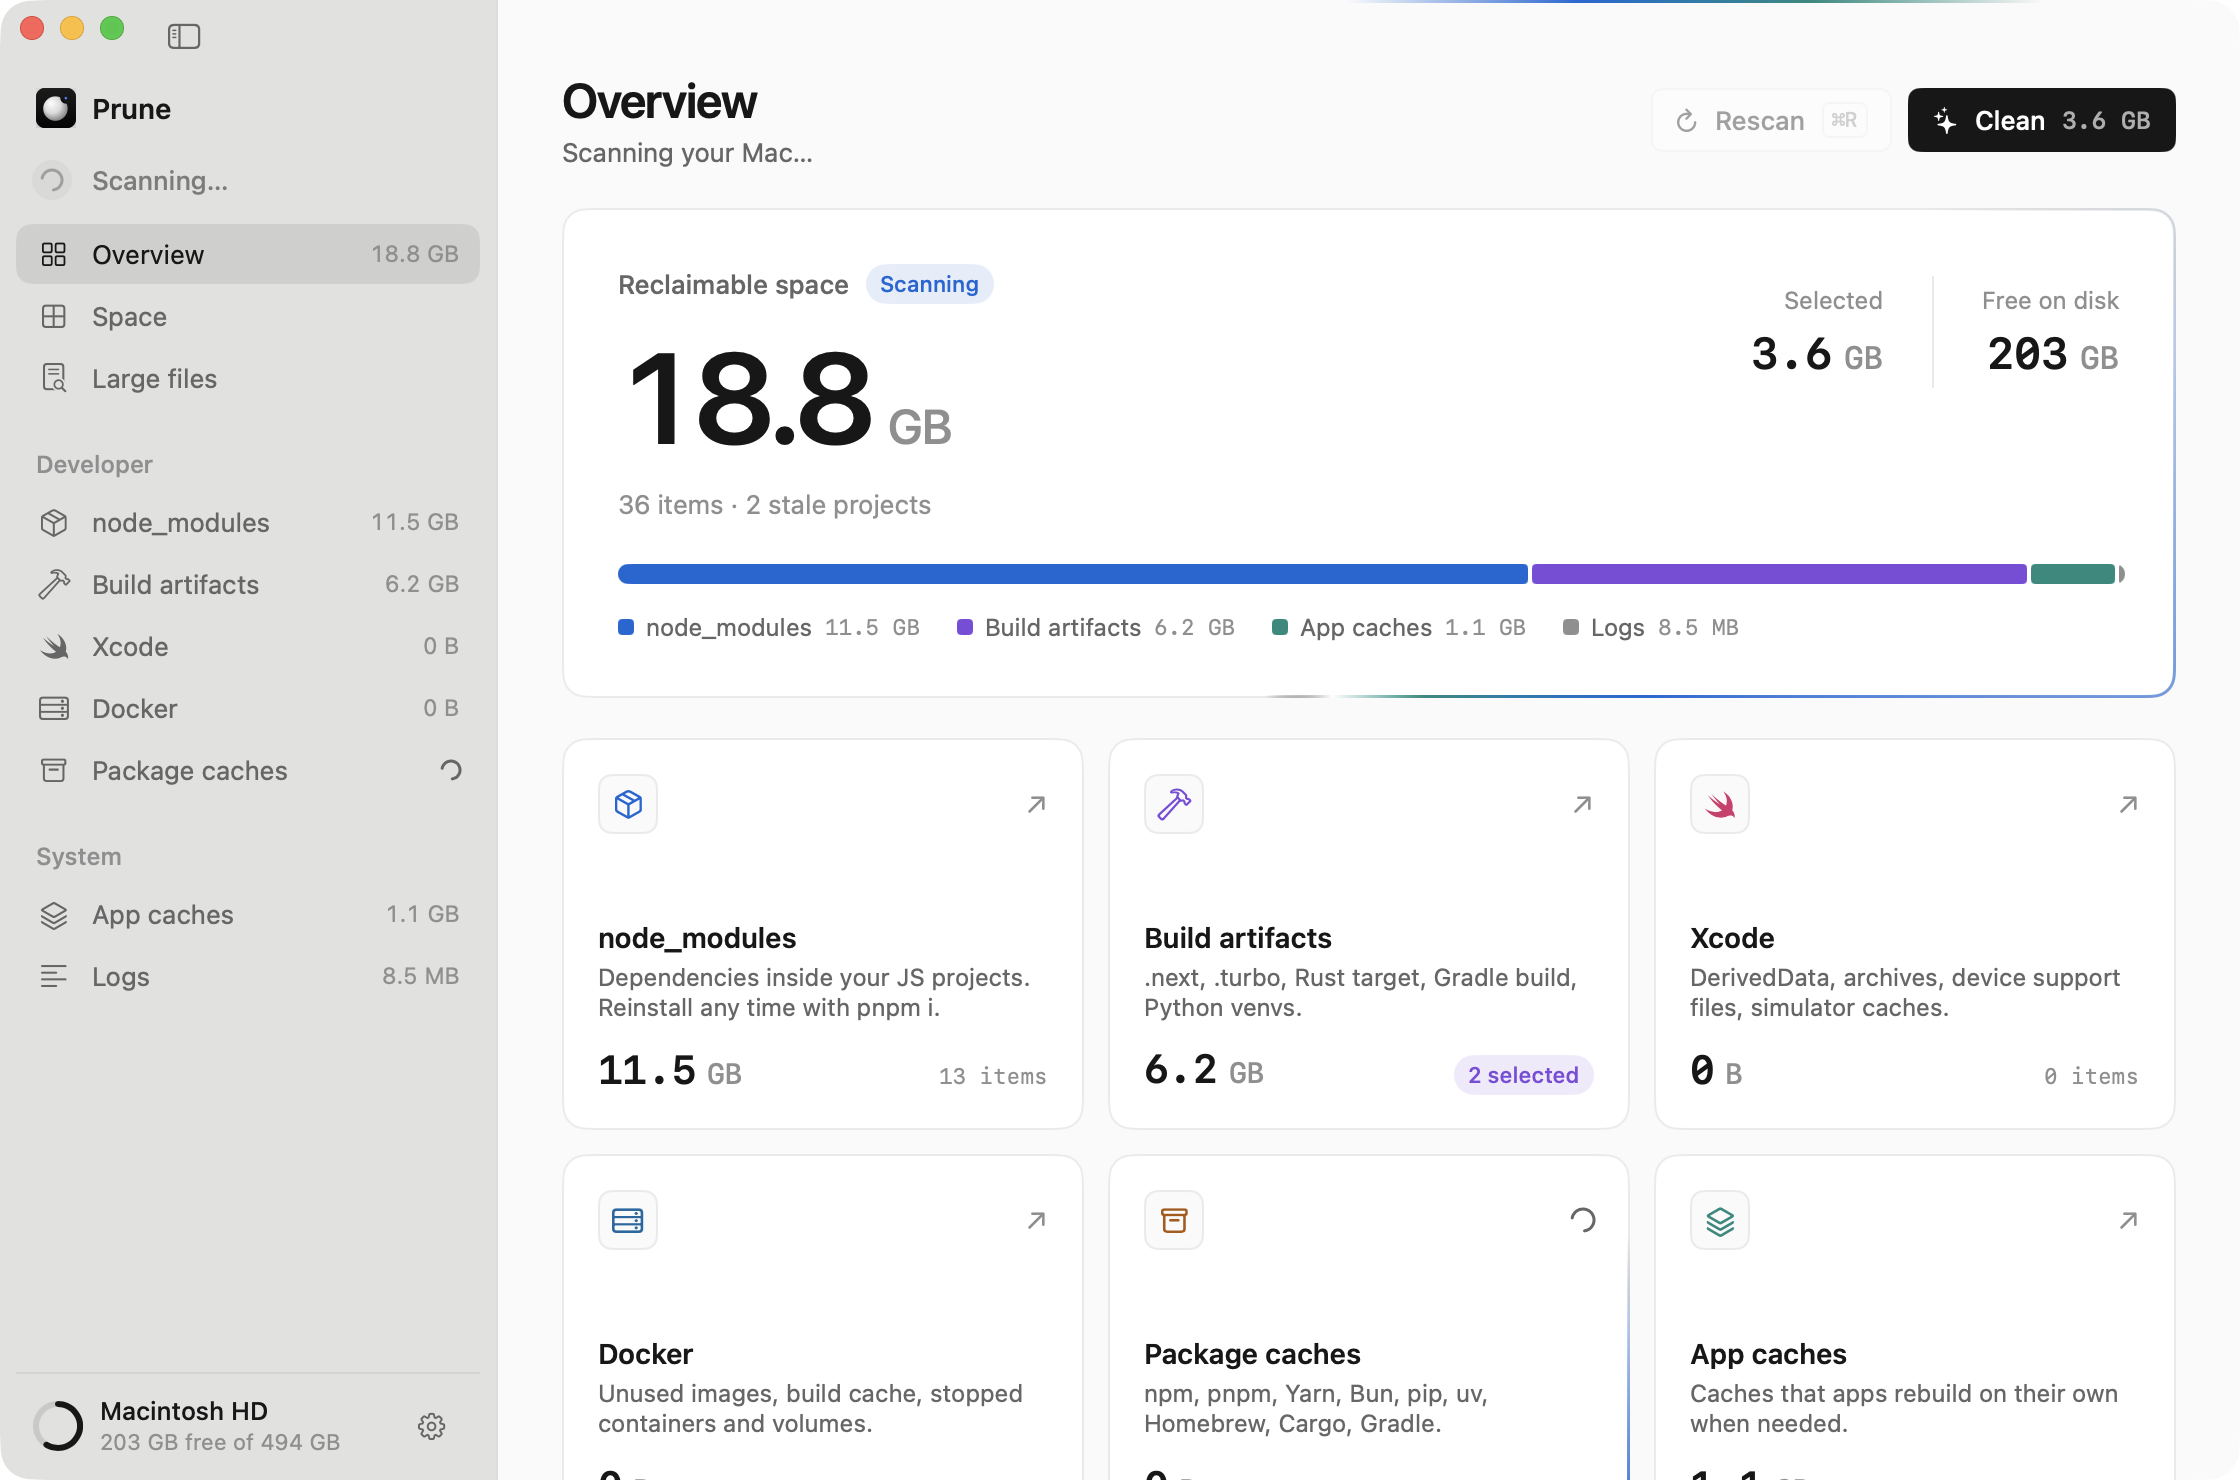 Prune
Scanning...
Overview 18.8 GB
Space
Large files
Developer
node_modules 11.5 GB
Build artifacts 6.2 GB
Xcode 0 B
Docker 0 B
Package caches
System
App caches 1.1 GB
Logs 8.5 MB
Macintosh HD
203 GB free of 494 GB
Overview
Scanning your Mac...
Rescan ⌘R
Clean 3.6 GB
Reclaimable space Scanning
18.8 GB
36 items · 2 stale projects
Selected
3.6 GB
Free on disk
203 GB
node_modules 11.5 GB Build artifacts 6.2 GB App caches 1.1 GB Logs 8.5 MB
node_modules
Dependencies inside your JS projects.
Reinstall any time with pnpm i.
11.5 GB 13 items
Build artifacts
.next, .turbo, Rust target, Gradle build,
Python venvs.
6.2 GB 2 selected
Xcode
DerivedData, archives, device support
files, simulator caches.
0 B 0 items
Docker
Unused images, build cache, stopped
containers and volumes.
Package caches
npm, pnpm, Yarn, Bun, pip, uv,
Homebrew, Cargo, Gradle.
App caches
Caches that apps rebuild on their own
when needed.